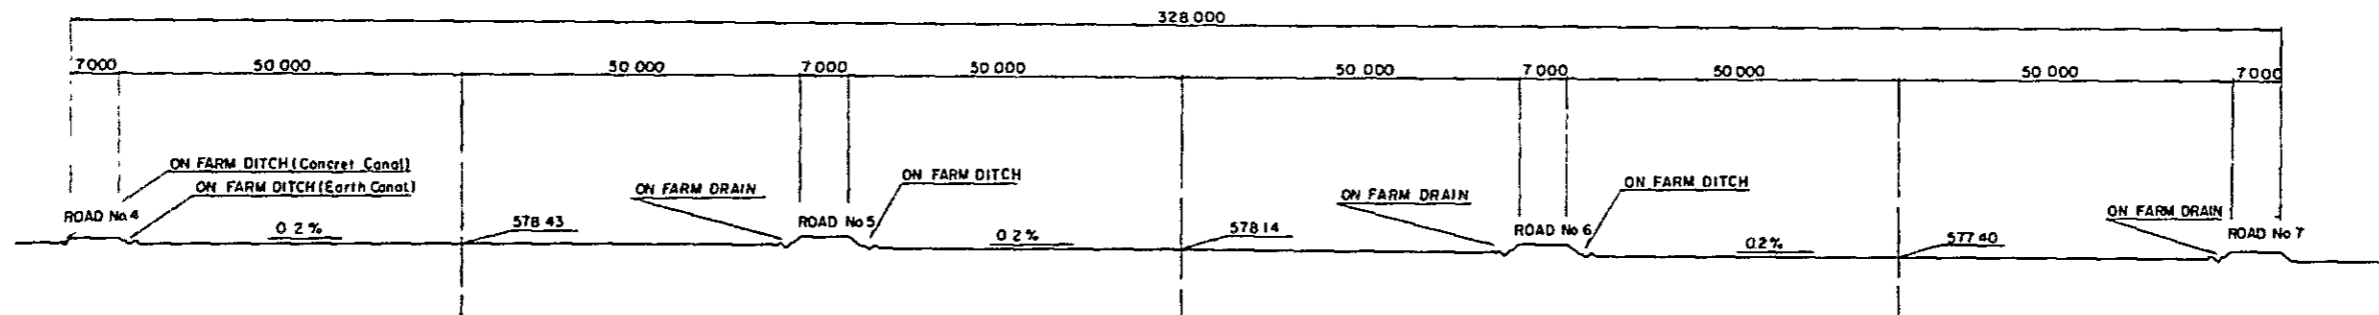 328 000
7000 50 000 50 000 7 000 50 000 50 000 7 000 50 000 50 000 7 000
ON FARM DITCH (Concret Canal)
ON FARM DITCH (Earth Canal)
ROAD No.4
0 2 %
578 43
ON FARM DRAIN
ROAD No 5
ON FARM DITCH
0 2 %
578 14
ON FARM DRAIN
ROAD No 6
ON FARM DITCH
0.2 %
577 40
ON FARM DRAIN
ROAD No 7